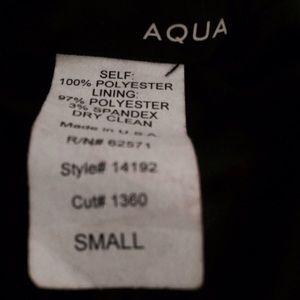 AQUA
SELF:
100% POLYESTER
LINING:
97% POLYESTER
3% SPANDEX
DRY CLEAN
Made in U.S.A.
R/N# 62571
Style# 14192
Cut# 1360
SMALL